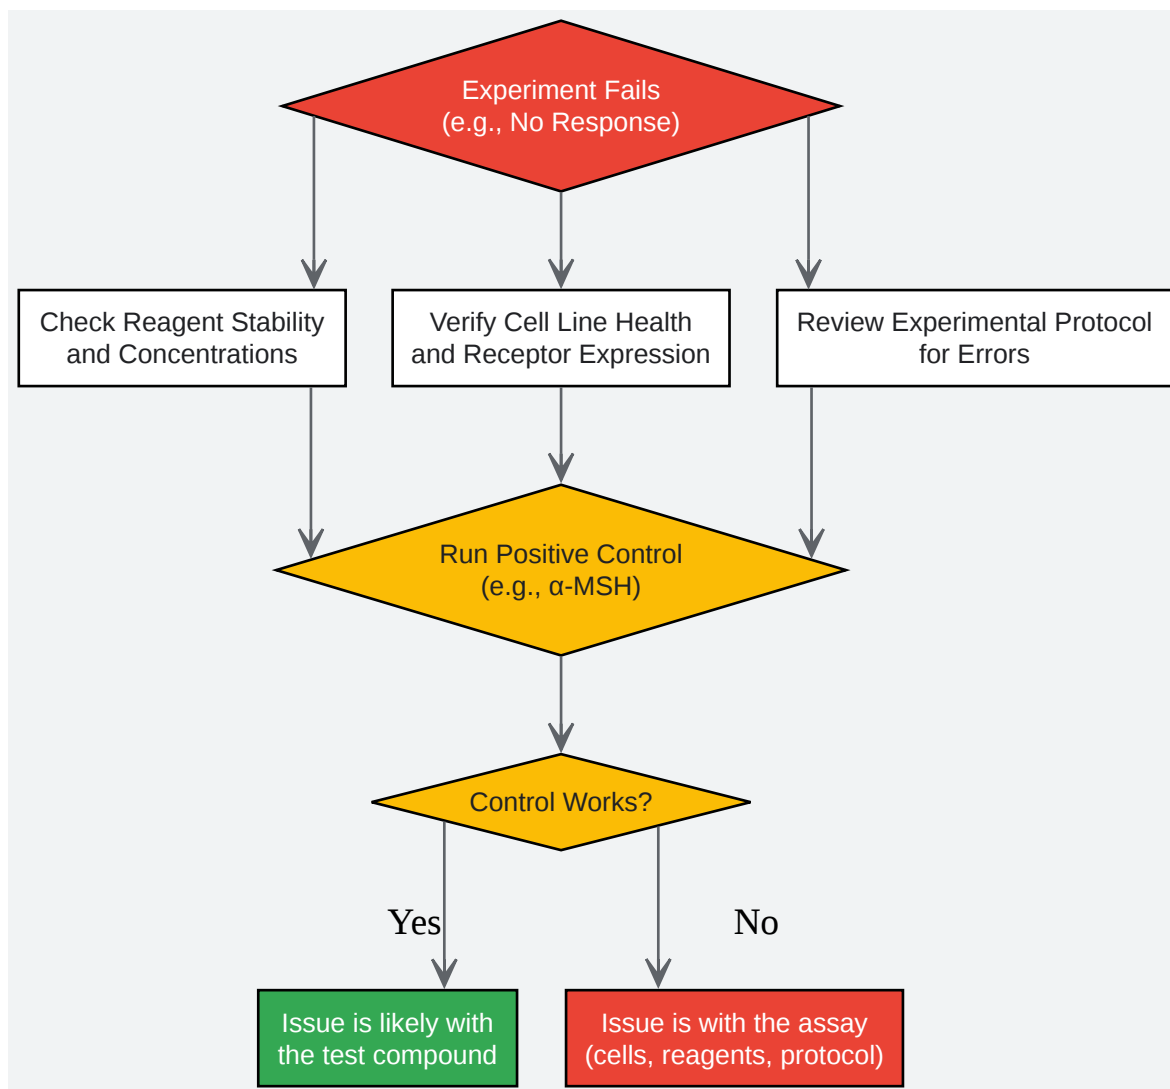 Experiment Fails
(e.g., No Response)
Check Reagent Stability
and Concentrations
Verify Cell Line Health
and Receptor Expression
Review Experimental Protocol
for Errors
Run Positive Control
(e.g., α-MSH)
Control Works?
Yes
No
Issue is likely with
the test compound
Issue is with the assay
(cells, reagents, protocol)